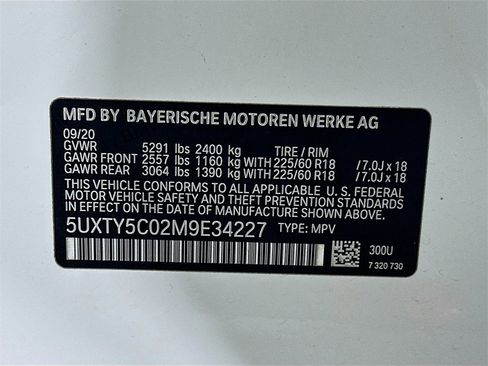 MFD BY BAYERISCHE MOTOREN WERKE AG
09/20
GVWR 5291 lbs 2400 kg TIRE / RIM
GAWR FRONT 2557 lbs 1160 kg WITH 225/60 R18 /7.0J x 18
GAWR REAR 3064 lbs 1390 kg WITH 225/60 R18 /7.0J x 18
THIS VEHICLE CONFORMS TO ALL APPLICABLE U. S. FEDERAL
MOTOR VEHICLE SAFETY, BUMPER, AND THEFT PREVENTION
STANDARDS IN EFFECT ON THE DATE OF MANUFACTURE SHOWN ABOVE.
5UXTY5C02M9E34227 TYPE: MPV
300U
7 320 730